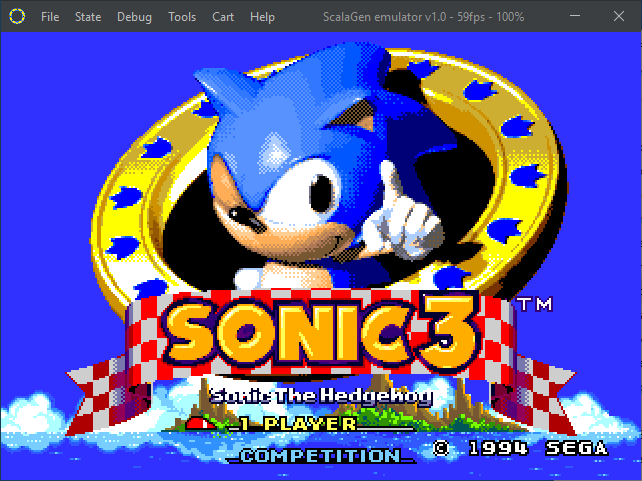 File State Debug Tools Cart Help ScalaGen emulator v1.0 - 59fps - 100%
SONIC 3 TM
Sonic The Hedgehog
1 PLAYER
© 1994 SEGA
COMPETITION